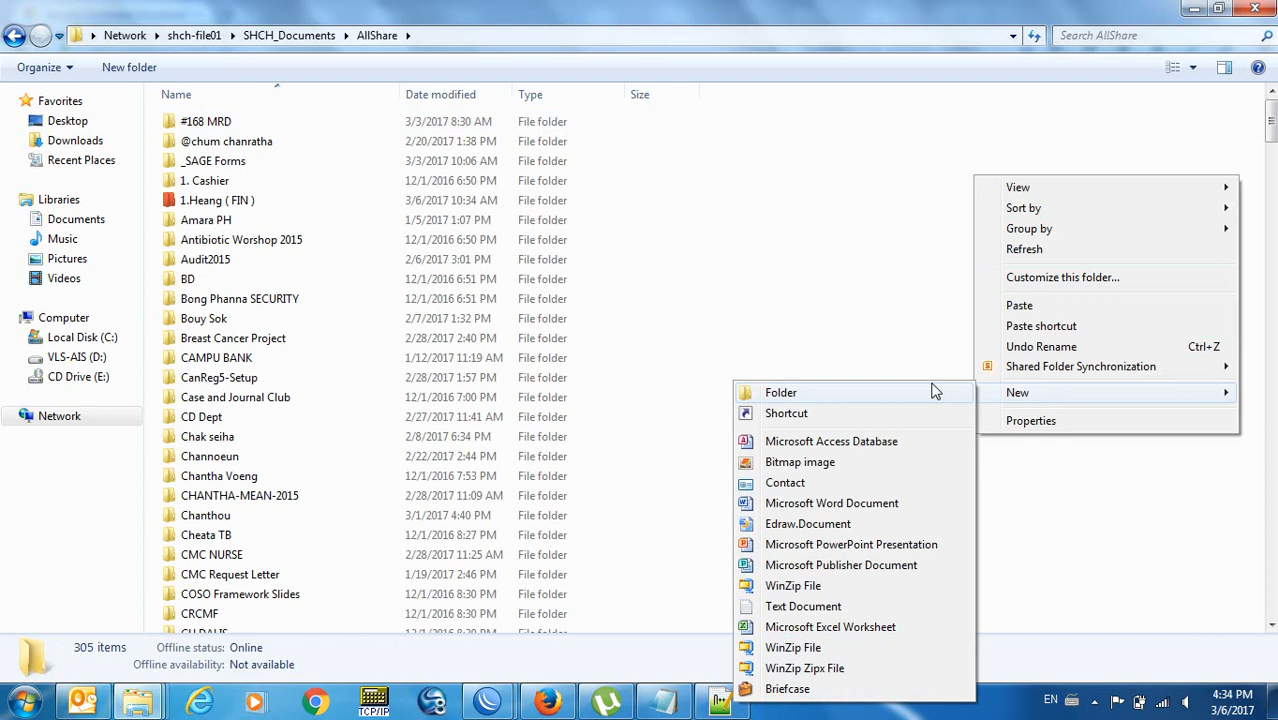 Network ▸ shch-file01 ▸ SHCH_Documents ▸ AllShare ▸
Search AllShare
Organize ▾ New folder
Name Date modified Type Size
Favorites
Desktop
Downloads
Recent Places
Libraries
Documents
Music
Pictures
Videos
Computer
Local Disk (C:)
VLS-AIS (D:)
CD Drive (E:)
Network
#168 MRD 3/3/2017 8:30 AM File folder
@chum chanratha 2/20/2017 1:38 PM File folder
_SAGE Forms 3/3/2017 10:06 AM File folder
1. Cashier 12/1/2016 6:50 PM File folder
1.Heang ( FIN ) 3/6/2017 10:34 AM File folder
Amara PH 1/5/2017 1:07 PM File folder
Antibiotic Worshop 2015 12/1/2016 6:50 PM File folder
Audit2015 2/6/2017 3:01 PM File folder
BD 12/1/2016 6:51 PM File folder
Bong Phanna SECURITY 12/1/2016 6:51 PM File folder
Bouy Sok 2/7/2017 1:32 PM File folder
Breast Cancer Project 2/28/2017 2:40 PM File folder
CAMPU BANK 1/12/2017 11:19 AM File folder
CanReg5-Setup 2/28/2017 1:57 PM File folder
Case and Journal Club 12/1/2016 7:00 PM File folder
CD Dept 2/27/2017 11:41 AM File folder
Chak seiha 2/8/2017 6:34 PM File folder
Channoeun 2/22/2017 2:44 PM File folder
Chantha Voeng 12/1/2016 7:53 PM File folder
CHANTHA-MEAN-2015 2/28/2017 11:09 AM File folder
Chanthou 3/1/2017 4:40 PM File folder
Cheata TB 12/1/2016 8:27 PM File folder
CMC NURSE 2/28/2017 11:25 AM File folder
CMC Request Letter 1/19/2017 2:46 PM File folder
COSO Framework Slides 12/1/2016 8:30 PM File folder
CRCMF 12/1/2016 8:30 PM File folder
View
Sort by
Group by
Refresh
Customize this folder...
Paste
Paste shortcut
Undo Rename Ctrl+Z
Shared Folder Synchronization
New
Properties
Folder
Shortcut
Microsoft Access Database
Bitmap image
Contact
Microsoft Word Document
Edraw.Document
Microsoft PowerPoint Presentation
Microsoft Publisher Document
WinZip File
Text Document
Microsoft Excel Worksheet
WinZip File
WinZip Zipx File
Briefcase
305 items Offline status: Online
Offline availability: Not available
TCP/IP
EN
4:34 PM
3/6/2017